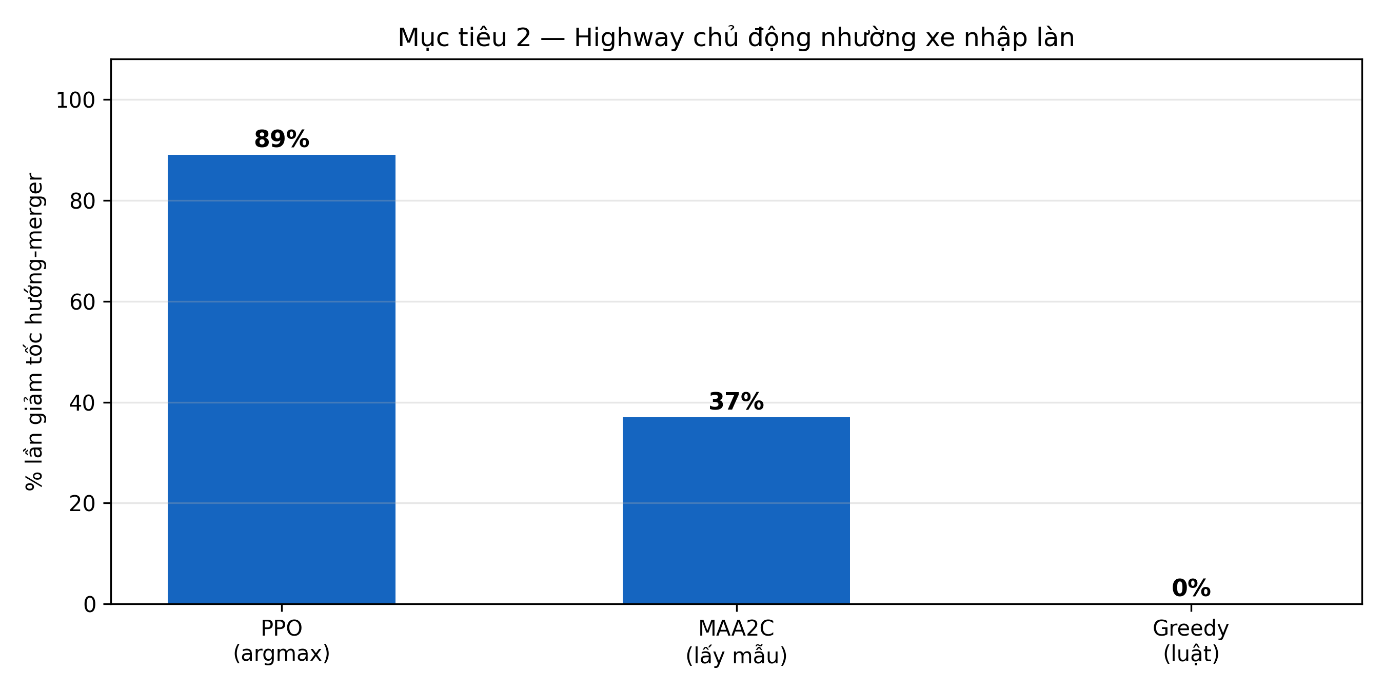 Mục tiêu 2 — Highway chủ động nhường xe nhập làn
% lần giảm tốc hướng-merger
100
80
60
40
20
0
89%
37%
0%
PPO
(argmax)
MAA2C
(lấy mẫu)
Greedy
(luật)